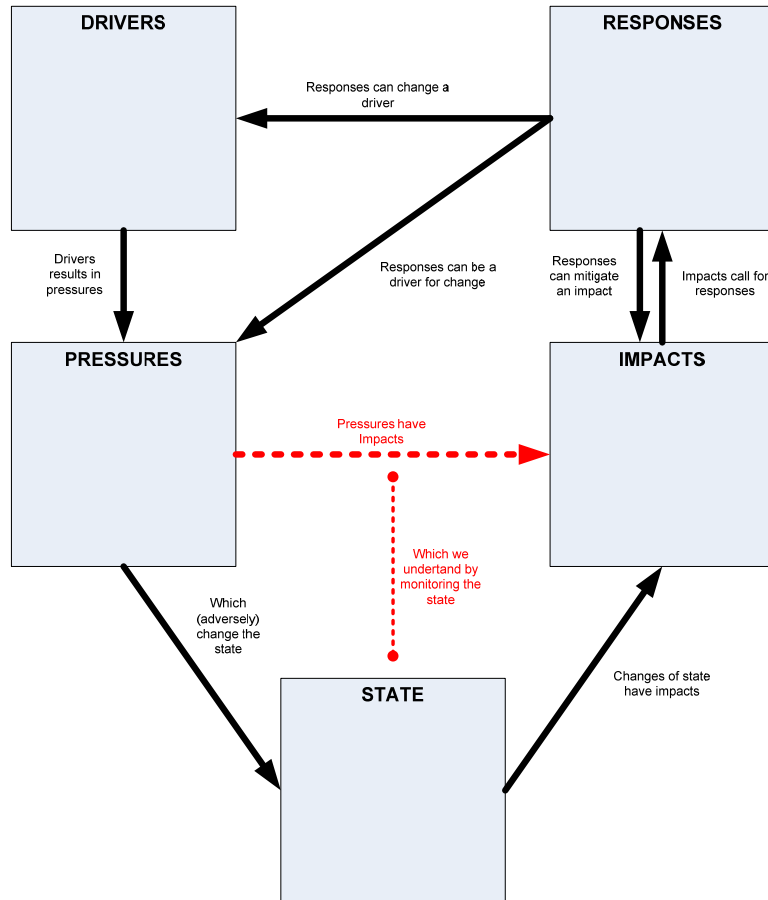 DRIVERS
RESPONSES
Responses can change a
driver
Drivers
results in
pressures
Responses can be a
driver for change
Responses
can mitigate
an impact
Impacts call for
responses
PRESSURES
IMPACTS
Pressures have
Impacts
Which we
undertand by
monitoring the
state
Which
(adversely)
change the
state
Changes of state
have impacts
STATE